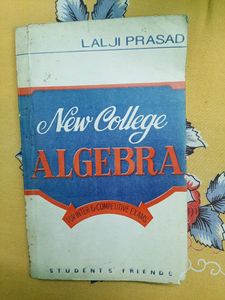 LALJI PRASAD
New College
ALGEBRA
FOR INTER & COMPETITIVE EXAMS
STUDENTS' FRIENDS